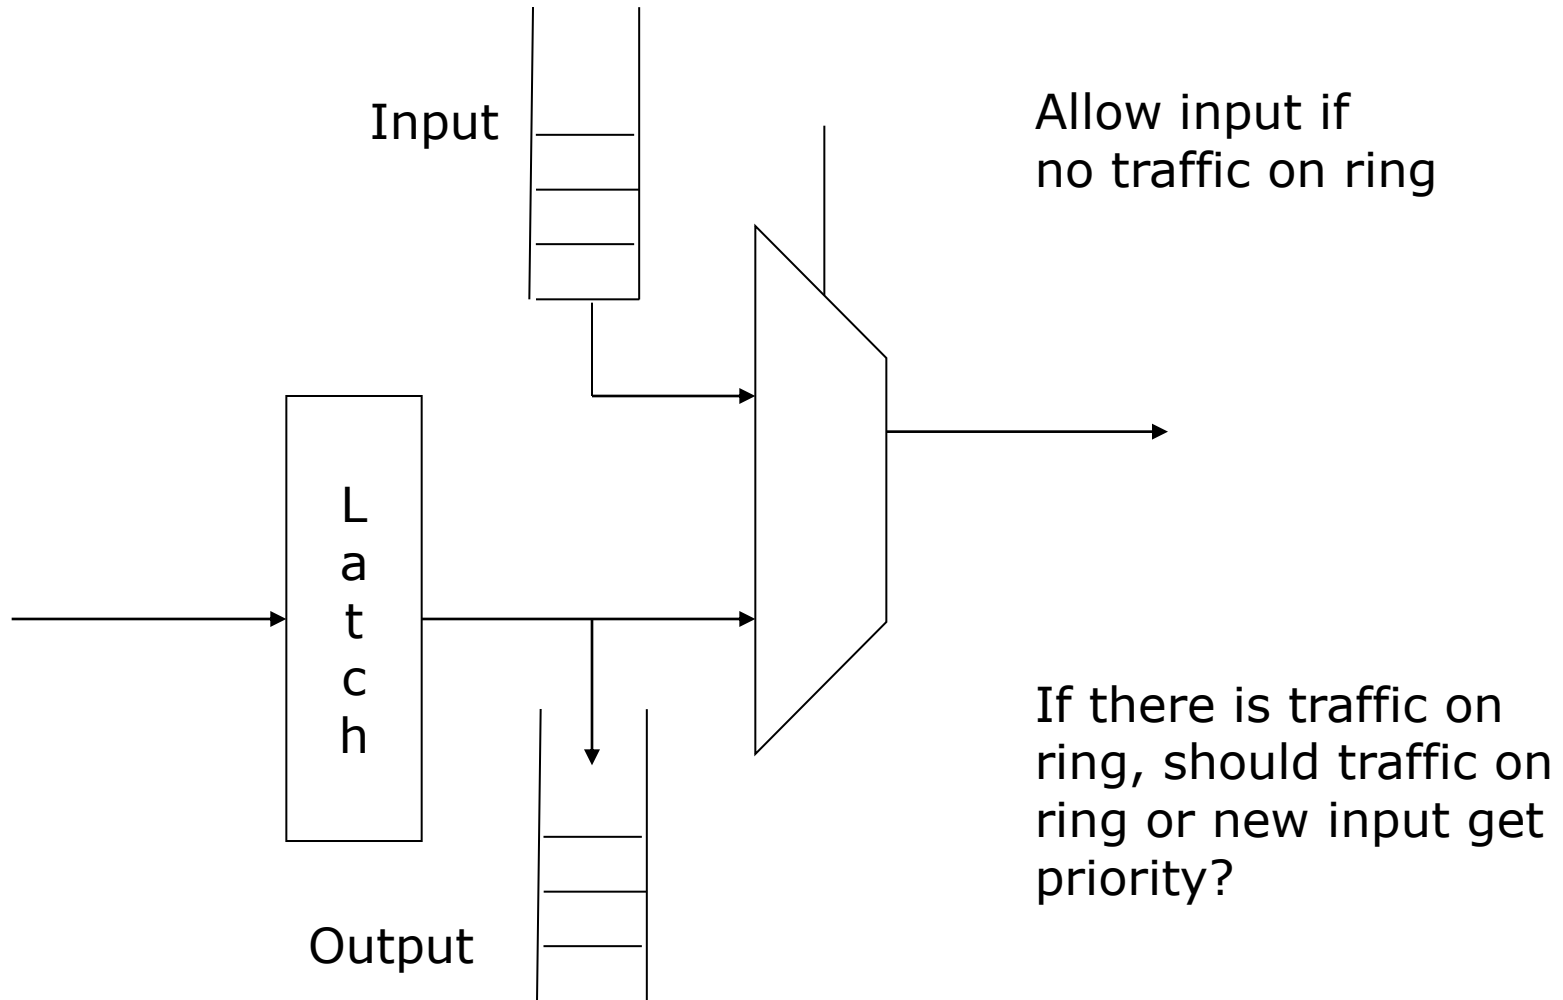 Input
Allow input if
no traffic on ring
L
a
t
c
h
If there is traffic on
ring, should traffic on
ring or new input get
priority?
Output